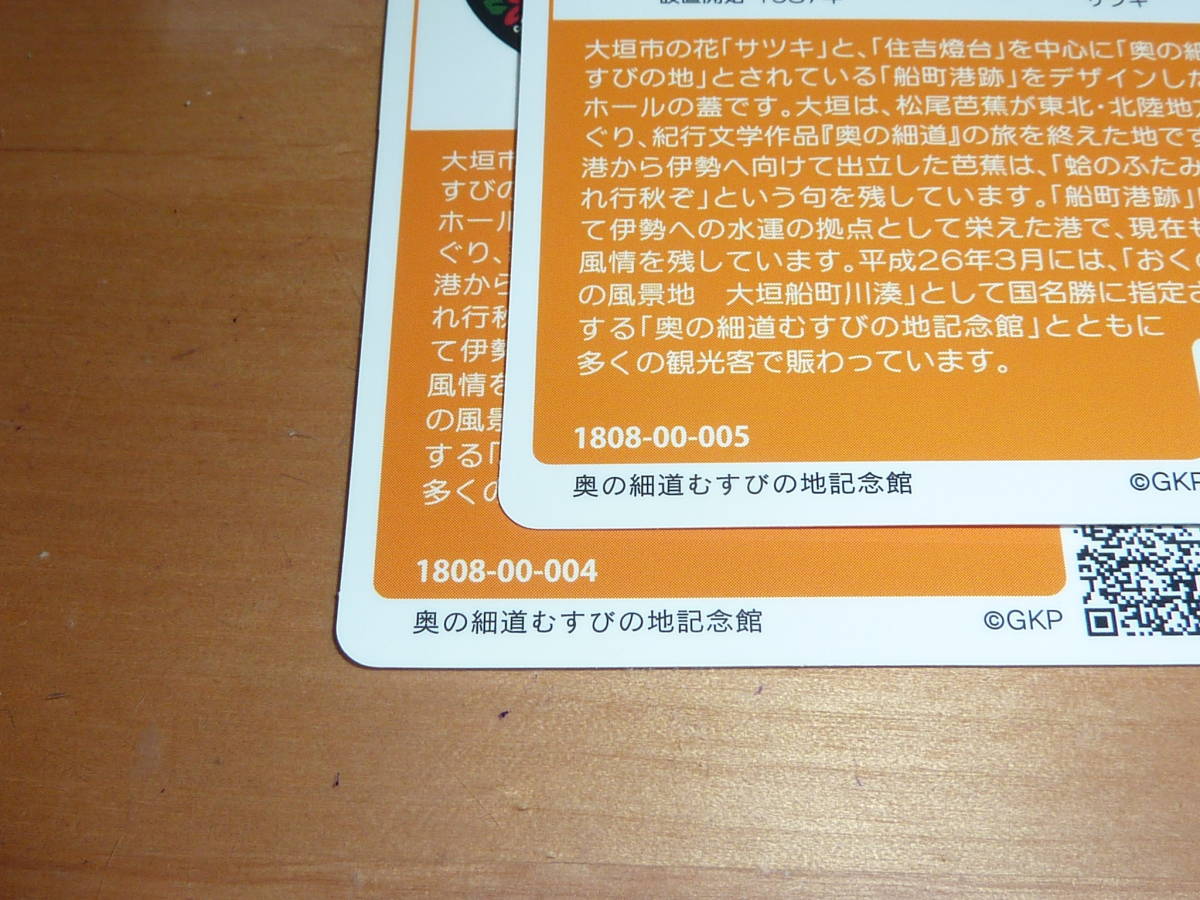 サツキ
大垣市の花「サツキ」と、「住吉燈台」を中心に「奥の細
すびの地」とされている「船町港跡」をデザインした
ホールの蓋です。大垣は、松尾芭蕉が東北・北陸地
ぐり、紀行文学作品『奥の細道』の旅を終えた地です
港から伊勢へ向けて出立した芭蕉は、「蛤のふたみ
れ行秋ぞ」という句を残しています。「船町港跡」
て伊勢への水運の拠点として栄えた港で、現在も
風情を残しています。平成26年3月には、「おくの
の風景地 大垣船町川湊」として国名勝に指定さ
する「奥の細道むすびの地記念館」とともに
多くの観光客で賑わっています。
1808-00-005
奥の細道むすびの地記念館
©GKP
大垣市
すびの
ホール
ぐり、
港から
れ行秋
て伊勢
風情を
の風景
する「
多くの
1808-00-004
奥の細道むすびの地記念館
©GKP